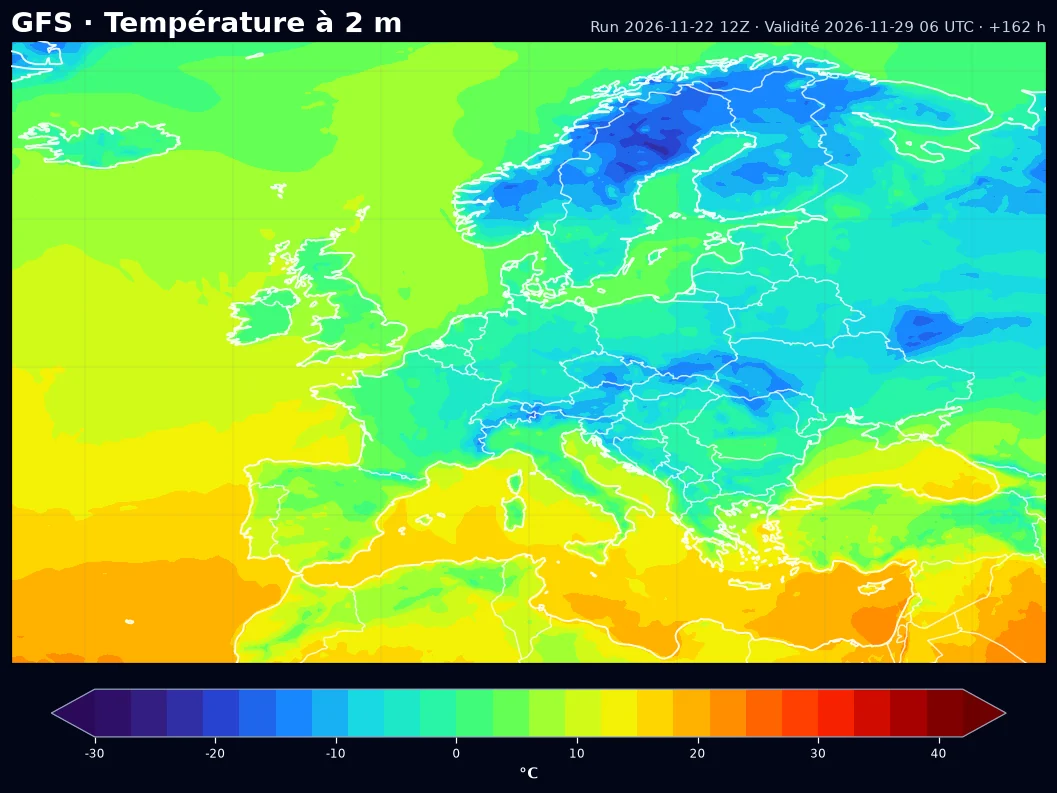 GFS · Température à 2 m
Run 2026-11-22 12Z · Validité 2026-11-29 06 UTC · +162 h
-30 -20 -10 0 10 20 30 40
°C